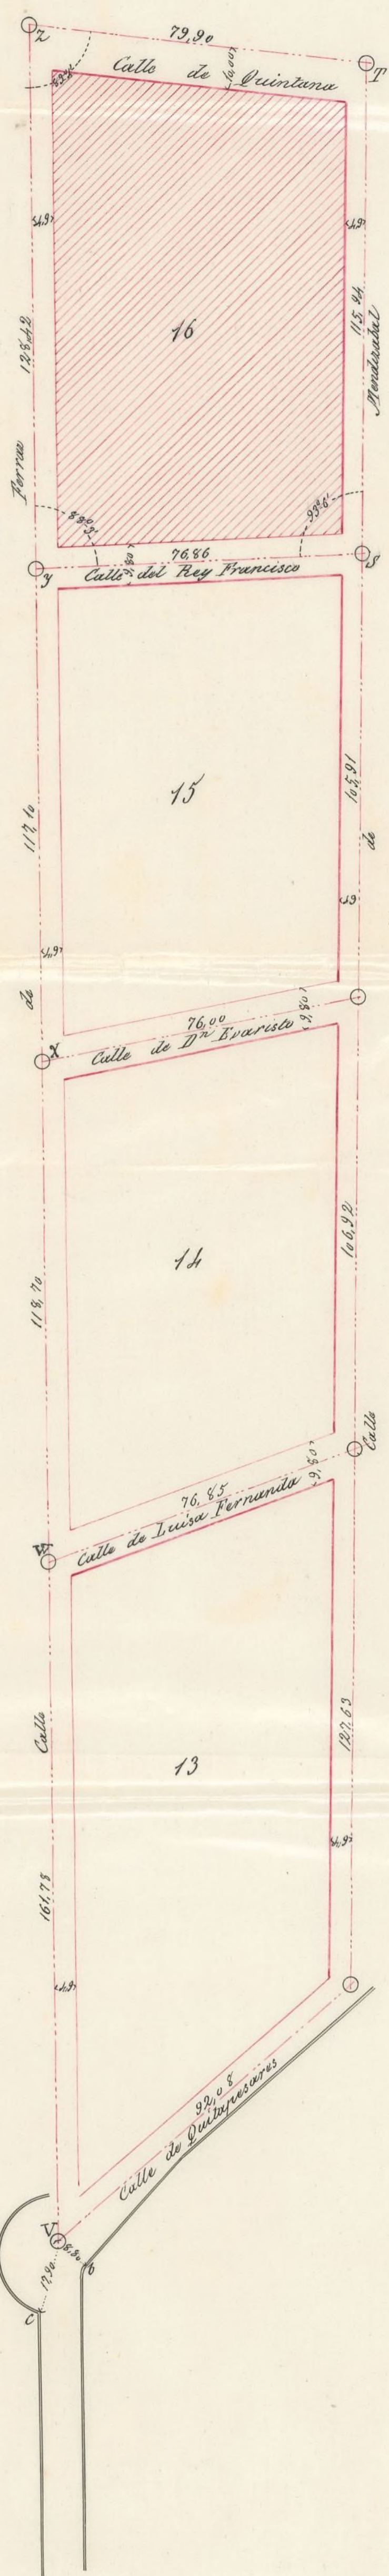 Z
79,90
T
Calle de Quintana
10,00
16
128,42
115,94
Ferraz
Mendizabal
76,86
Calle del Rey Francisco
Y
S
15
117,10
105,91
de
de
76,00
Calle de Dⁿ Evaristo
X
14
118,70
106,92
Calle
76,85
Calle de Luisa Fernanda
W
Calle
13
127,63
161,78
92,08
Calle de Quitapesares
V
8,80
b
17,90
C